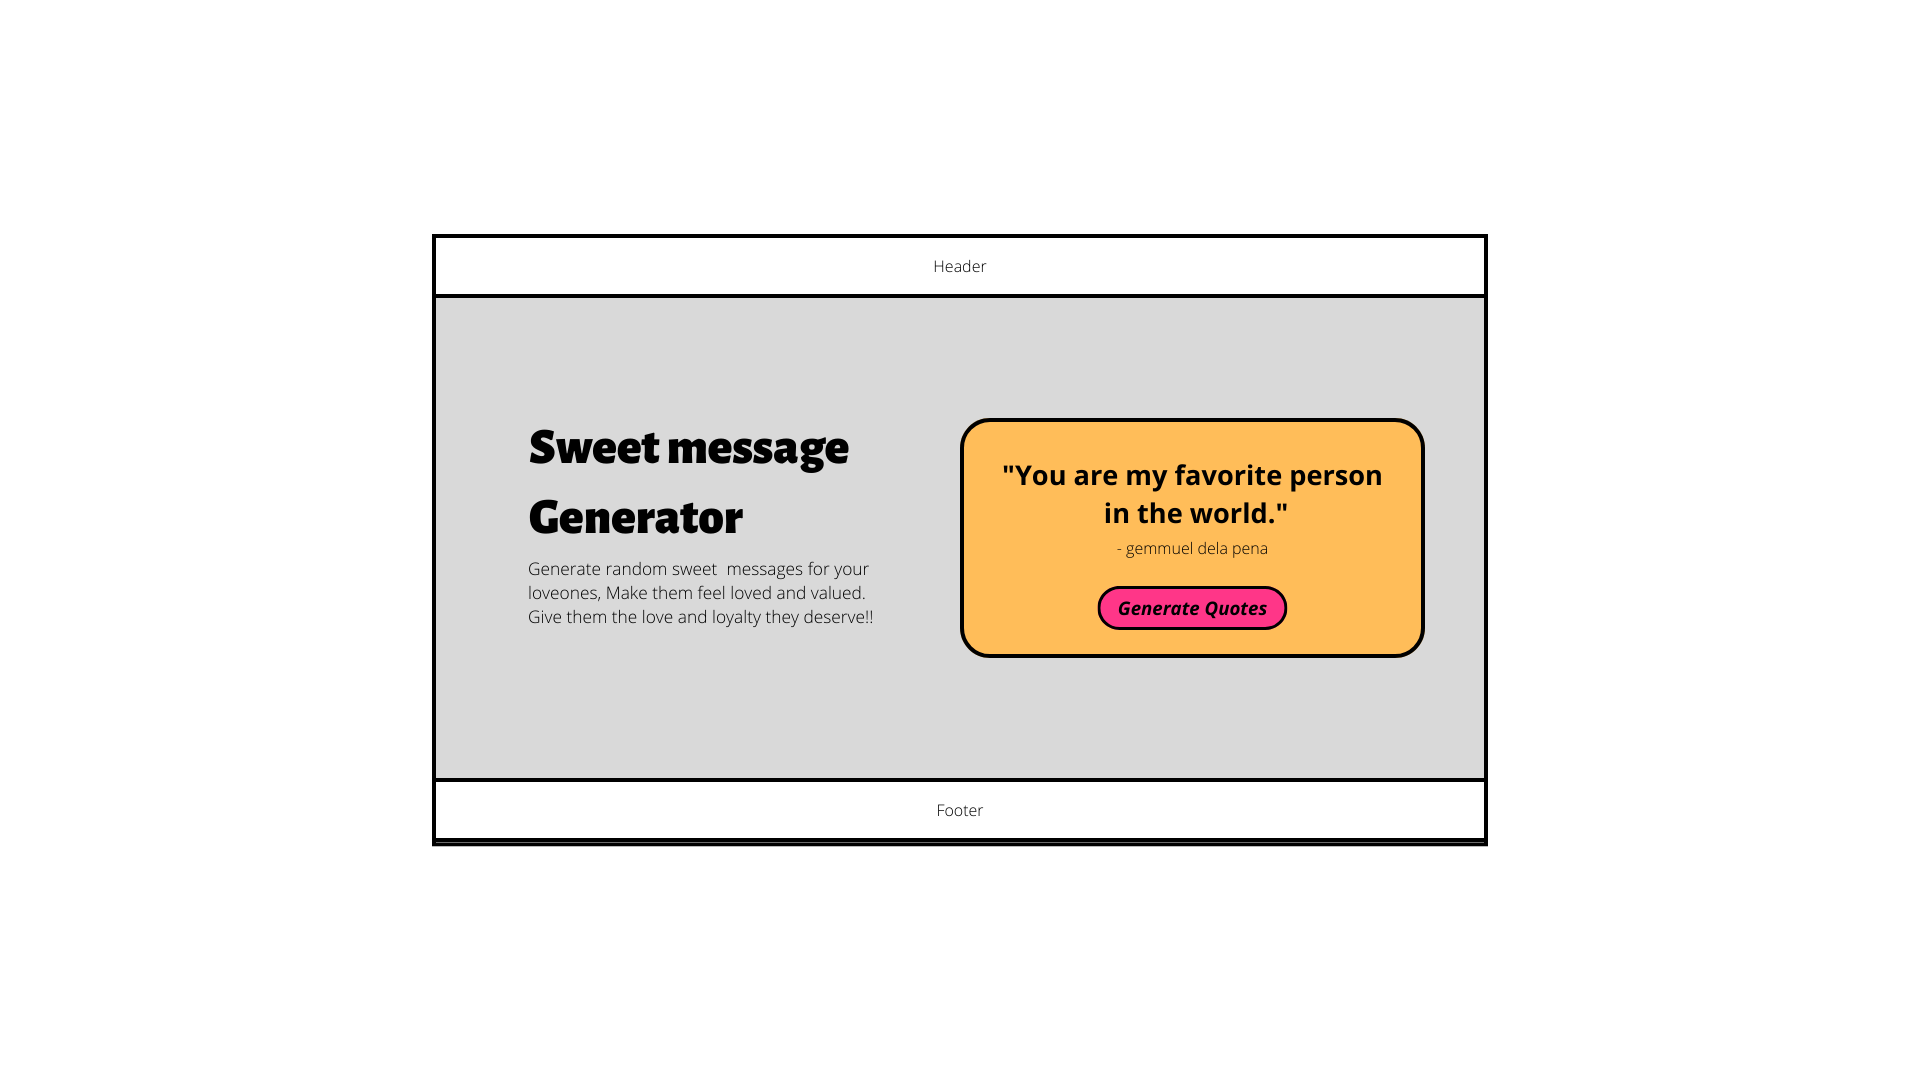 Header
Sweet message
Generator
Generate random sweet  messages for your
loveones, Make them feel loved and valued.
Give them the love and loyalty they deserve!!
"You are my favorite person
in the world."
- gemmuel dela pena
Generate Quotes
Footer